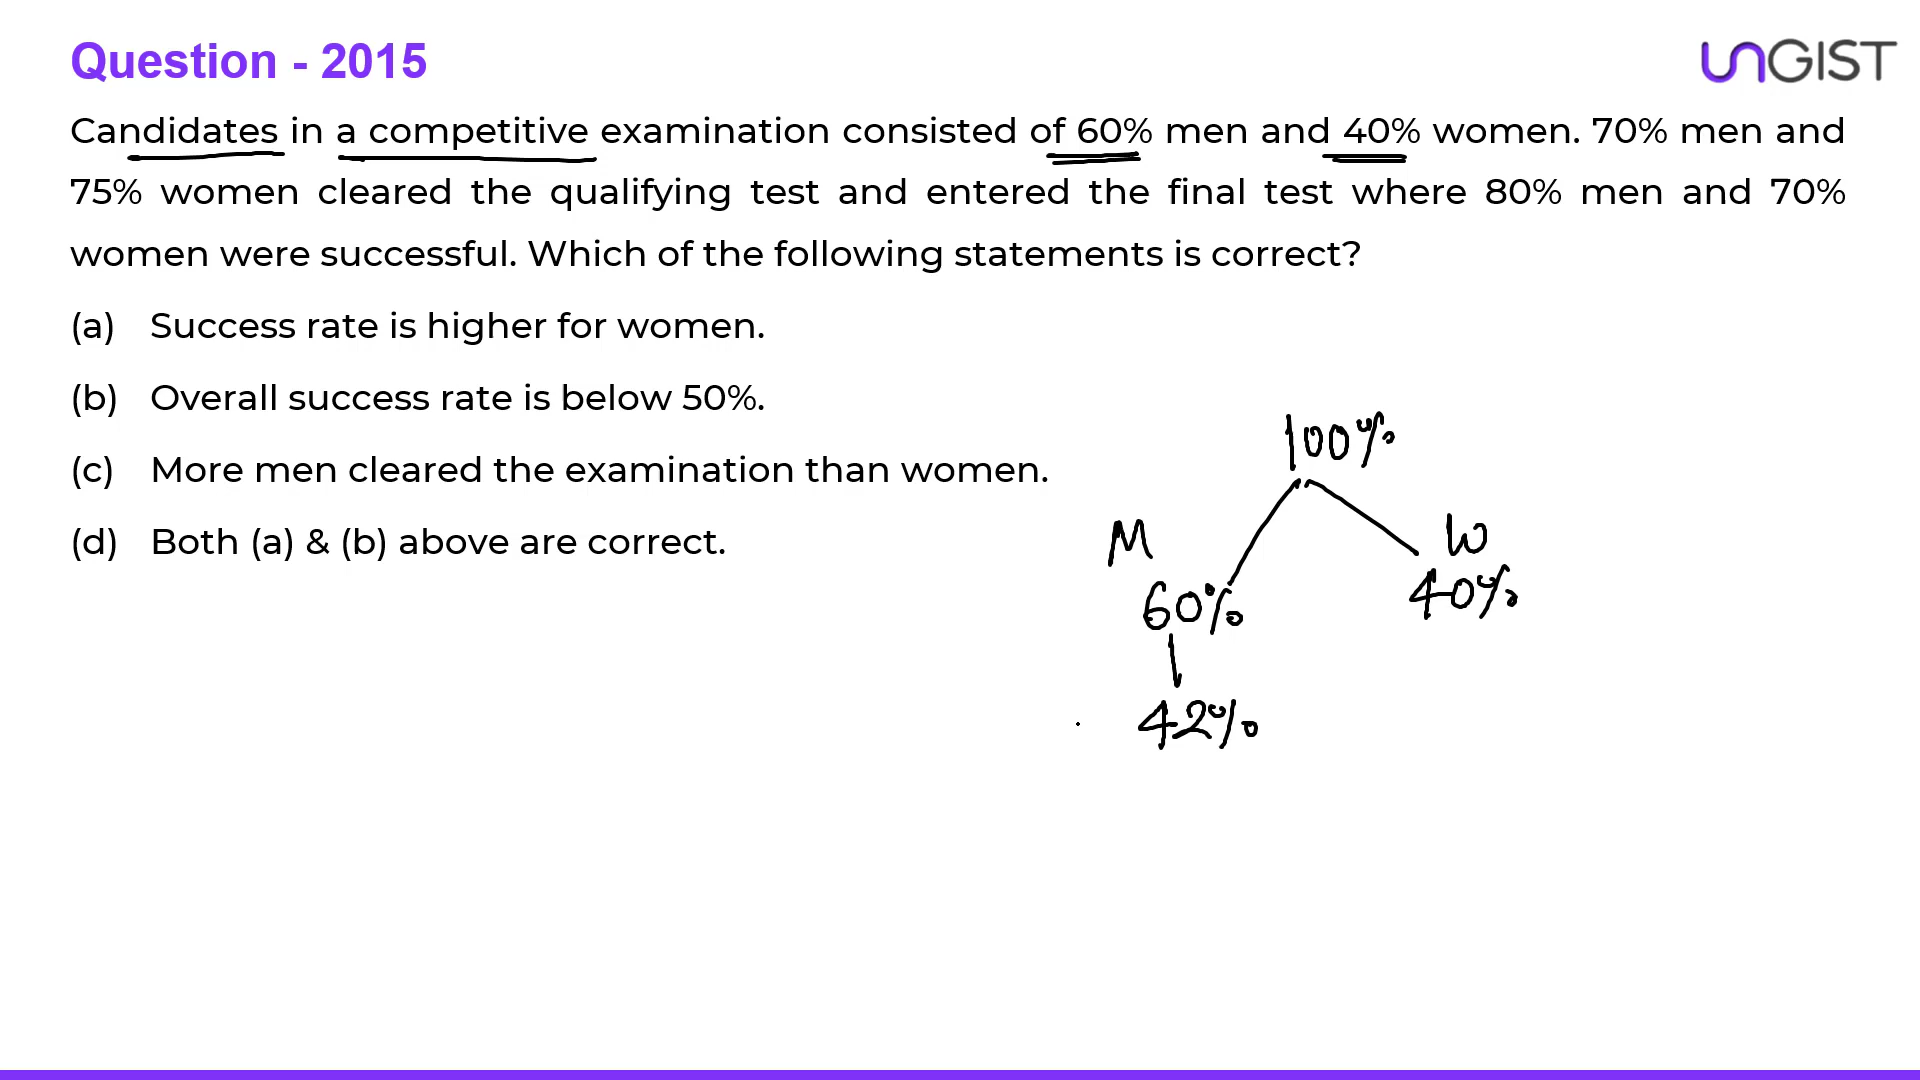 Question - 2015
UNGIST
Candidates in a competitive examination consisted of 60% men and 40% women. 70% men and
75% women cleared the qualifying test and entered the final test where 80% men and 70%
women were successful. Which of the following statements is correct?
(a) Success rate is higher for women.
(b) Overall success rate is below 50%.
(c) More men cleared the examination than women.
(d) Both (a) & (b) above are correct.
100%
M W
60% 40%
42%